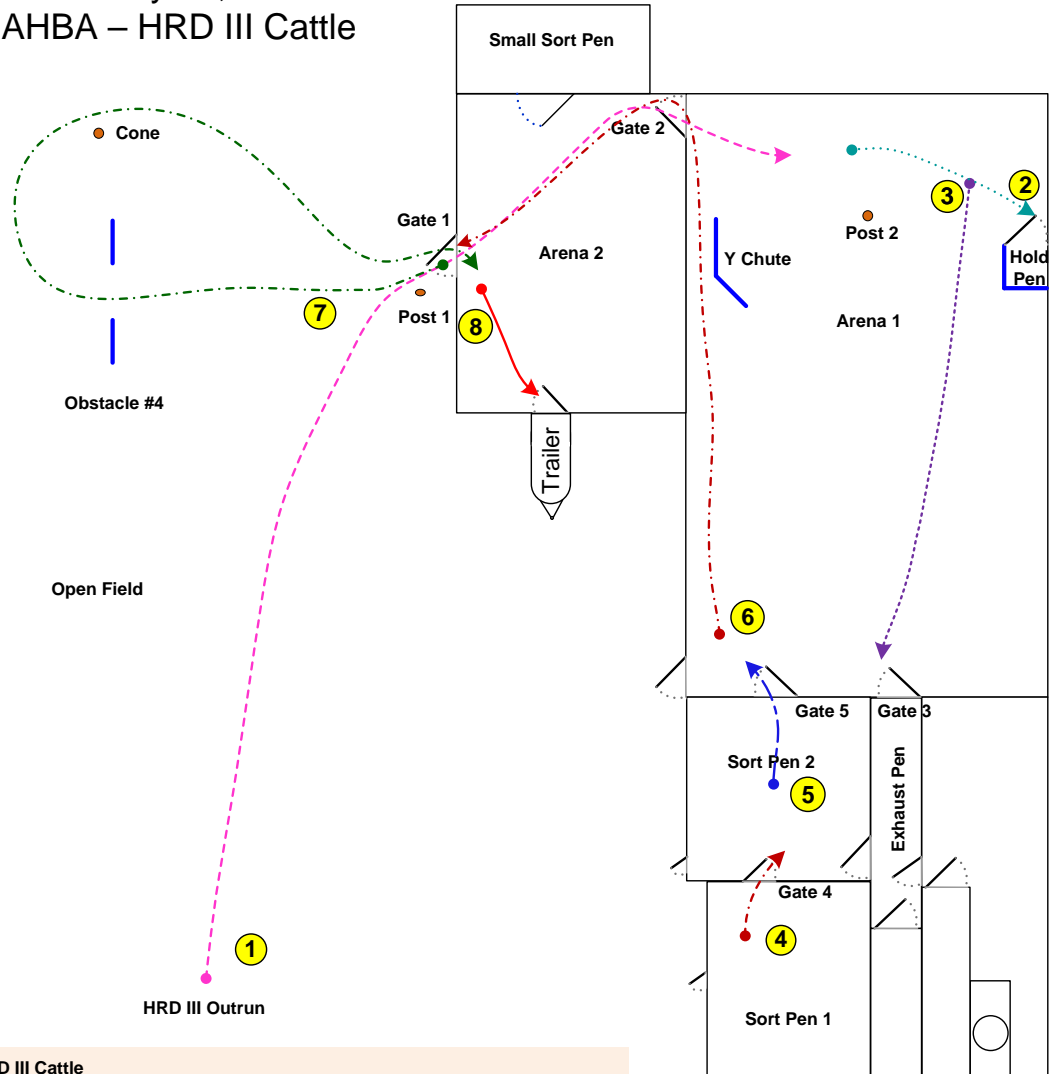 AHBA – HRD III Cattle
Small Sort Pen
Cone
Gate 2
3
2
Gate 1
Post 2
Arena 2
Y Chute
Hold
Pen
7
Post 1
8
Arena 1
Obstacle #4
Trailer
Open Field
6
Gate 5
Gate 3
Sort Pen 2
5
Exhaust Pen
Gate 4
4
1
HRD III Outrun
Sort Pen 1
D III Cattle